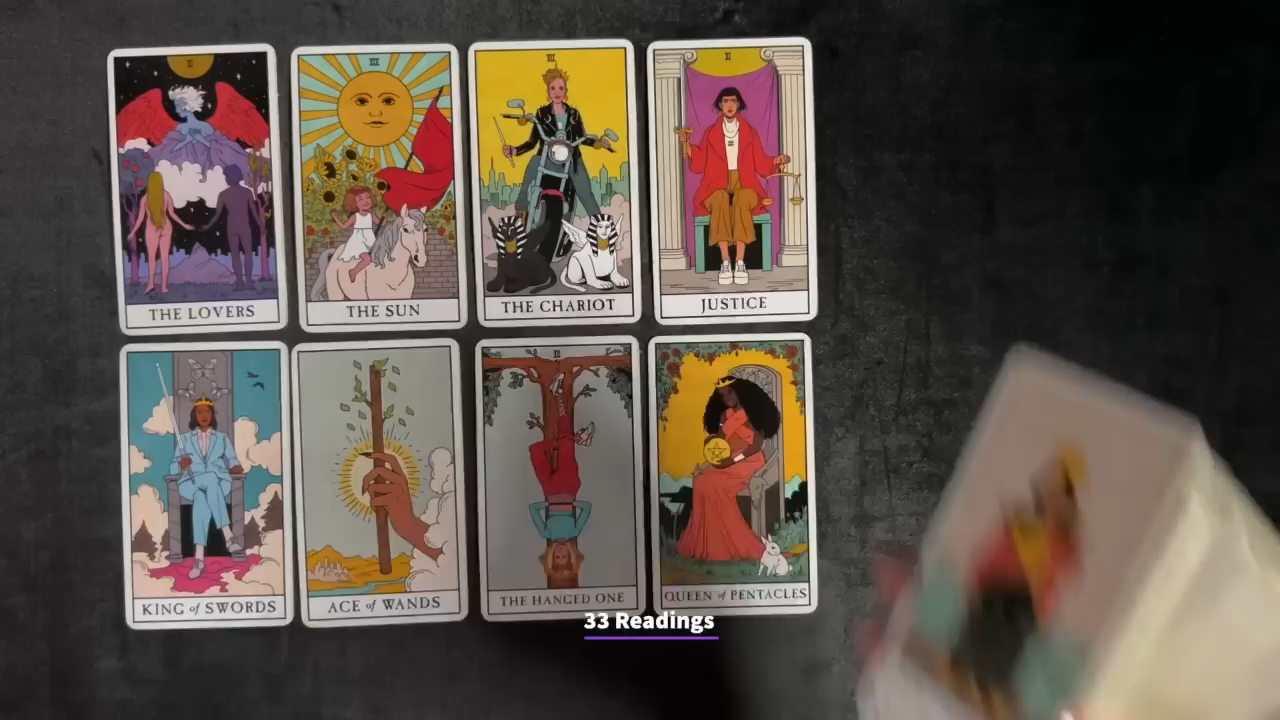 THE LOVERS
THE SUN
THE CHARIOT
JUSTICE
KING of SWORDS
ACE of WANDS
THE HANGED ONE
QUEEN of PENTACLES
33 Readings